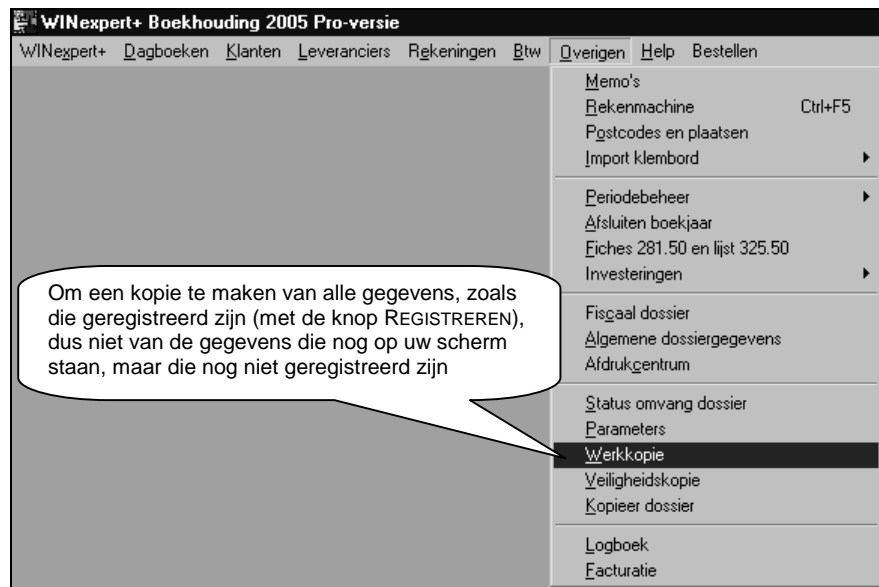 WINexpert+ Boekhouding 2005 Pro-versie
WINexpert+ Dagboeken Klanten Leveranciers Rekeningen Btw Overigen Help Bestellen
Memo's
Rekenmachine Ctrl+F5
Postcodes en plaatsen
Import klembord
Periodebeheer
Afsluiten boekjaar
Fiches 281.50 en lijst 325.50
Investeringen
Om een kopie te maken van alle gegevens, zoals
die geregistreerd zijn (met de knop REGISTREREN),
dus niet van de gegevens die nog op uw scherm
staan, maar die nog niet geregistreerd zijn
Fiscaal dossier
Algemene dossiergegevens
Afdrukcentrum
Status omvang dossier
Parameters
Werkkopie
Veiligheidskopie
Kopieer dossier
Logboek
Facturatie